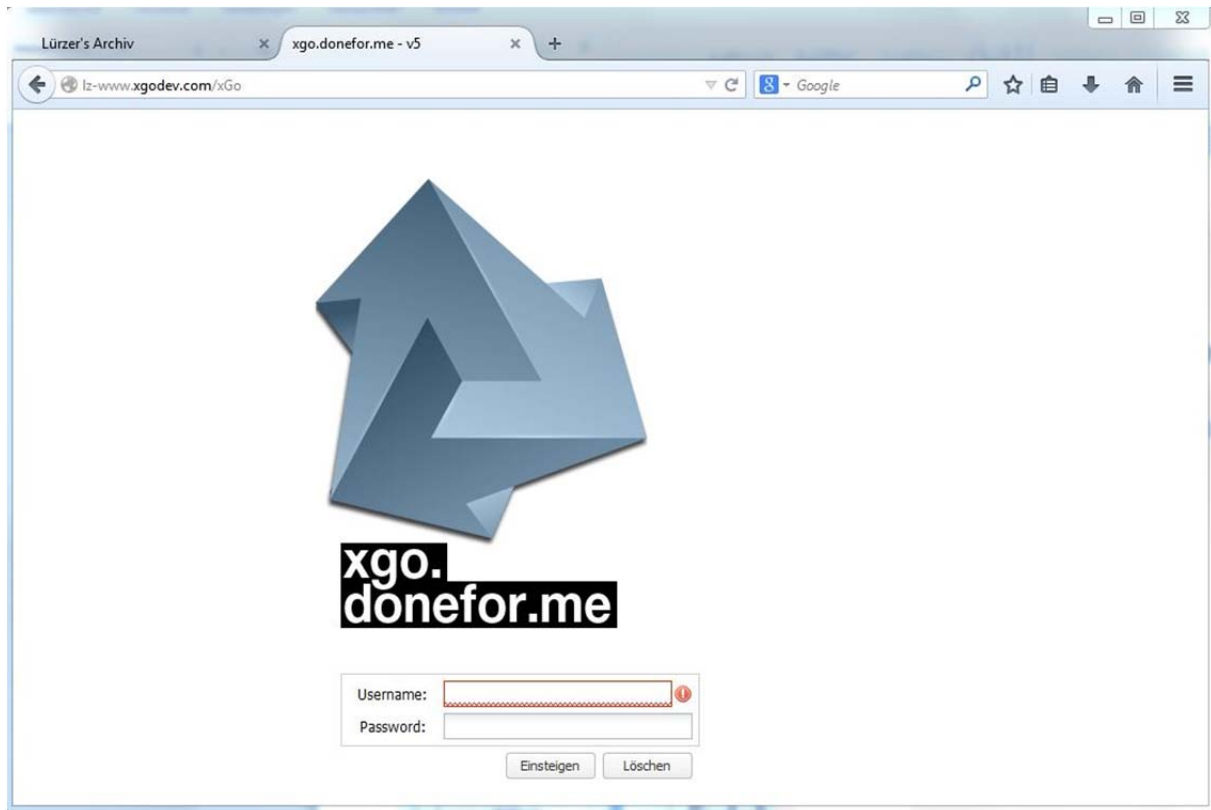 Lürzer's Archiv
xgo.donefor.me - v5
lz-www.xgodev.com/xGo
Google
xgo.
donefor.me
Username:
Password:
Einsteigen Löschen